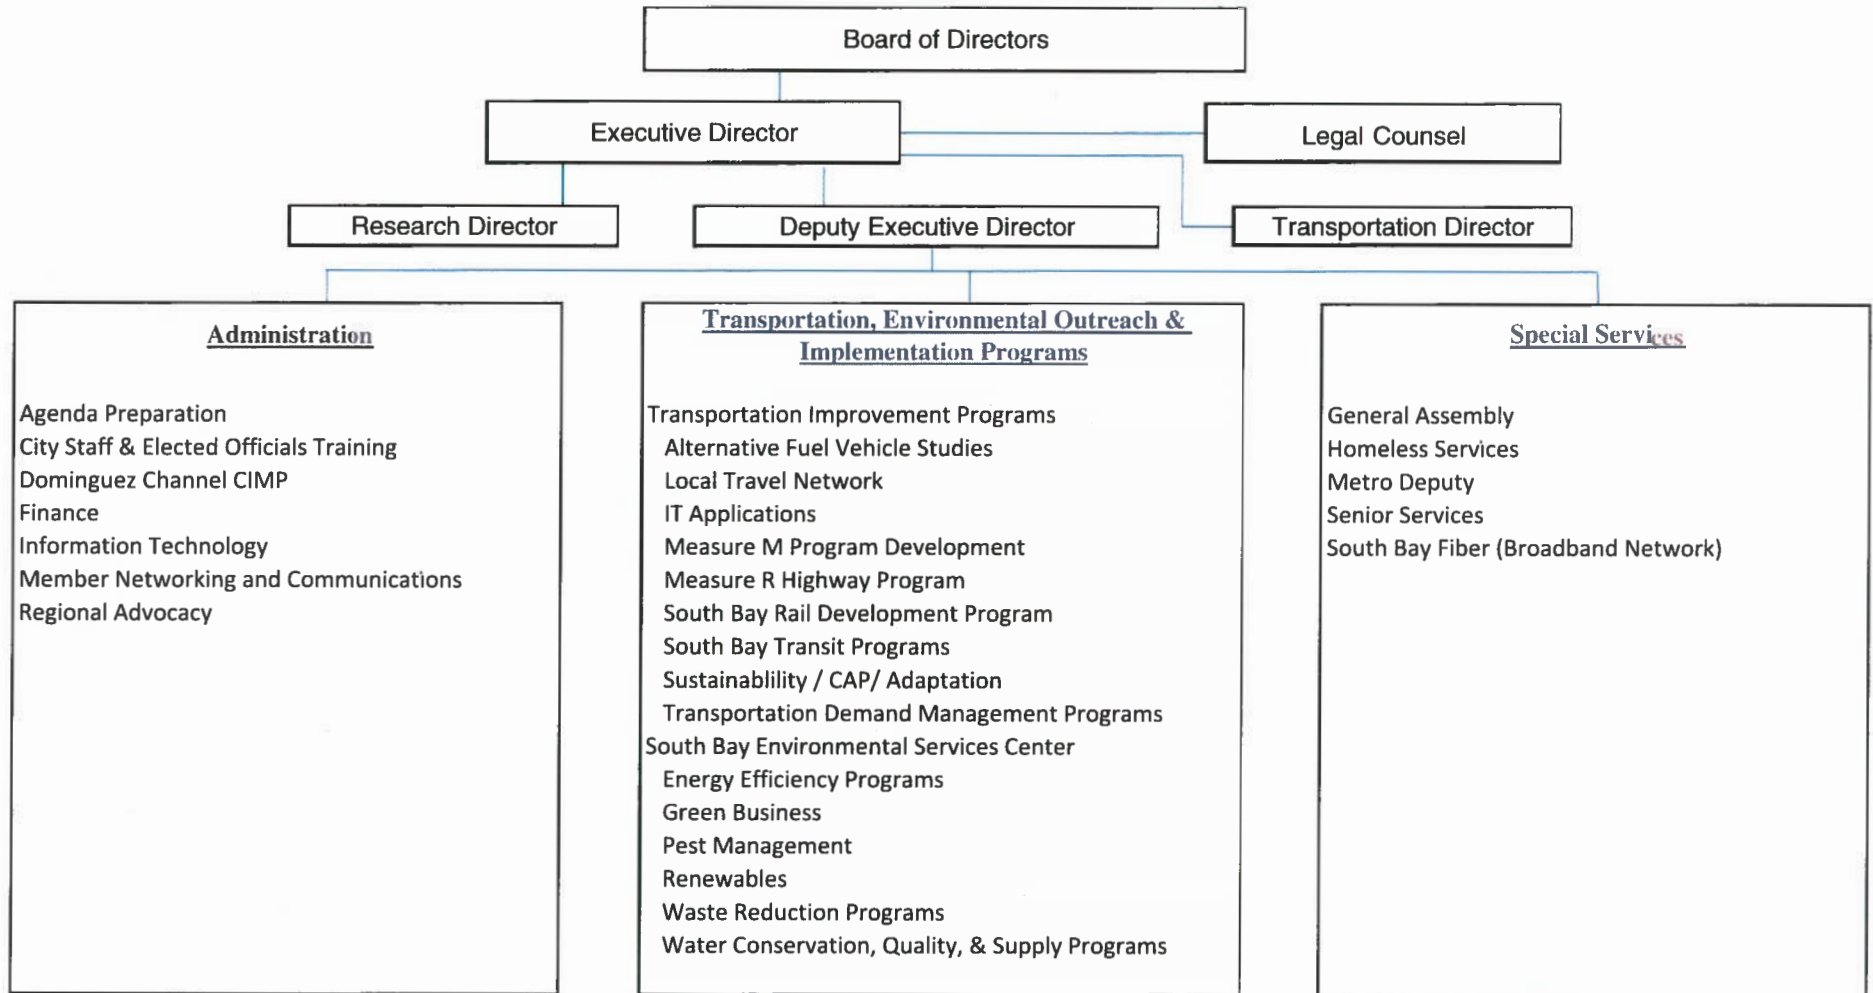 Board of Directors
Executive Director
Legal Counsel
Research Director
Deputy Executive Director
Transportation Director
Administration
Agenda Preparation
City Staff & Elected Officials Training
Dominguez Channel CIMP
Finance
Information Technology
Member Networking and Communications
Regional Advocacy
Transportation, Environmental Outreach &
Implementation Programs
Transportation Improvement Programs
Alternative Fuel Vehicle Studies
Local Travel Network
IT Applications
Measure M Program Development
Measure R Highway Program
South Bay Rail Development Program
South Bay Transit Programs
Sustainablility / CAP/ Adaptation
Transportation Demand Management Programs
South Bay Environmental Services Center
Energy Efficiency Programs
Green Business
Pest Management
Renewables
Waste Reduction Programs
Water Conservation, Quality, & Supply Programs
Special Services
General Assembly
Homeless Services
Metro Deputy
Senior Services
South Bay Fiber (Broadband Network)